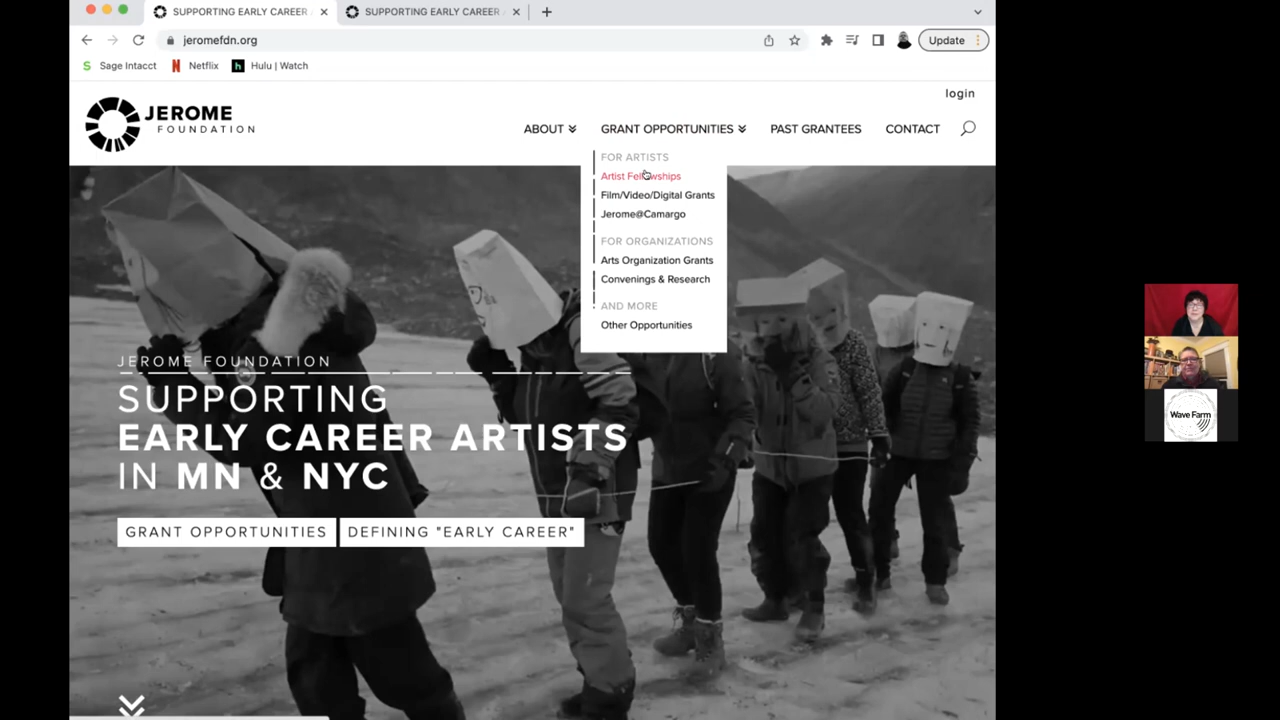 SUPPORTING EARLY CAREER
SUPPORTING EARLY CAREER
jeromefdn.org
Update
Sage Intacct
Netflix
Hulu | Watch
login
JEROME
FOUNDATION
ABOUT
GRANT OPPORTUNITIES
PAST GRANTEES
CONTACT
FOR ARTISTS
Artist Fellowships
Film/Video/Digital Grants
Jerome@Camargo
FOR ORGANIZATIONS
Arts Organization Grants
Convenings & Research
AND MORE
Other Opportunities
JEROME FOUNDATION
SUPPORTING
EARLY CAREER ARTISTS
IN MN & NYC
GRANT OPPORTUNITIES
DEFINING "EARLY CAREER"
Wave Farm